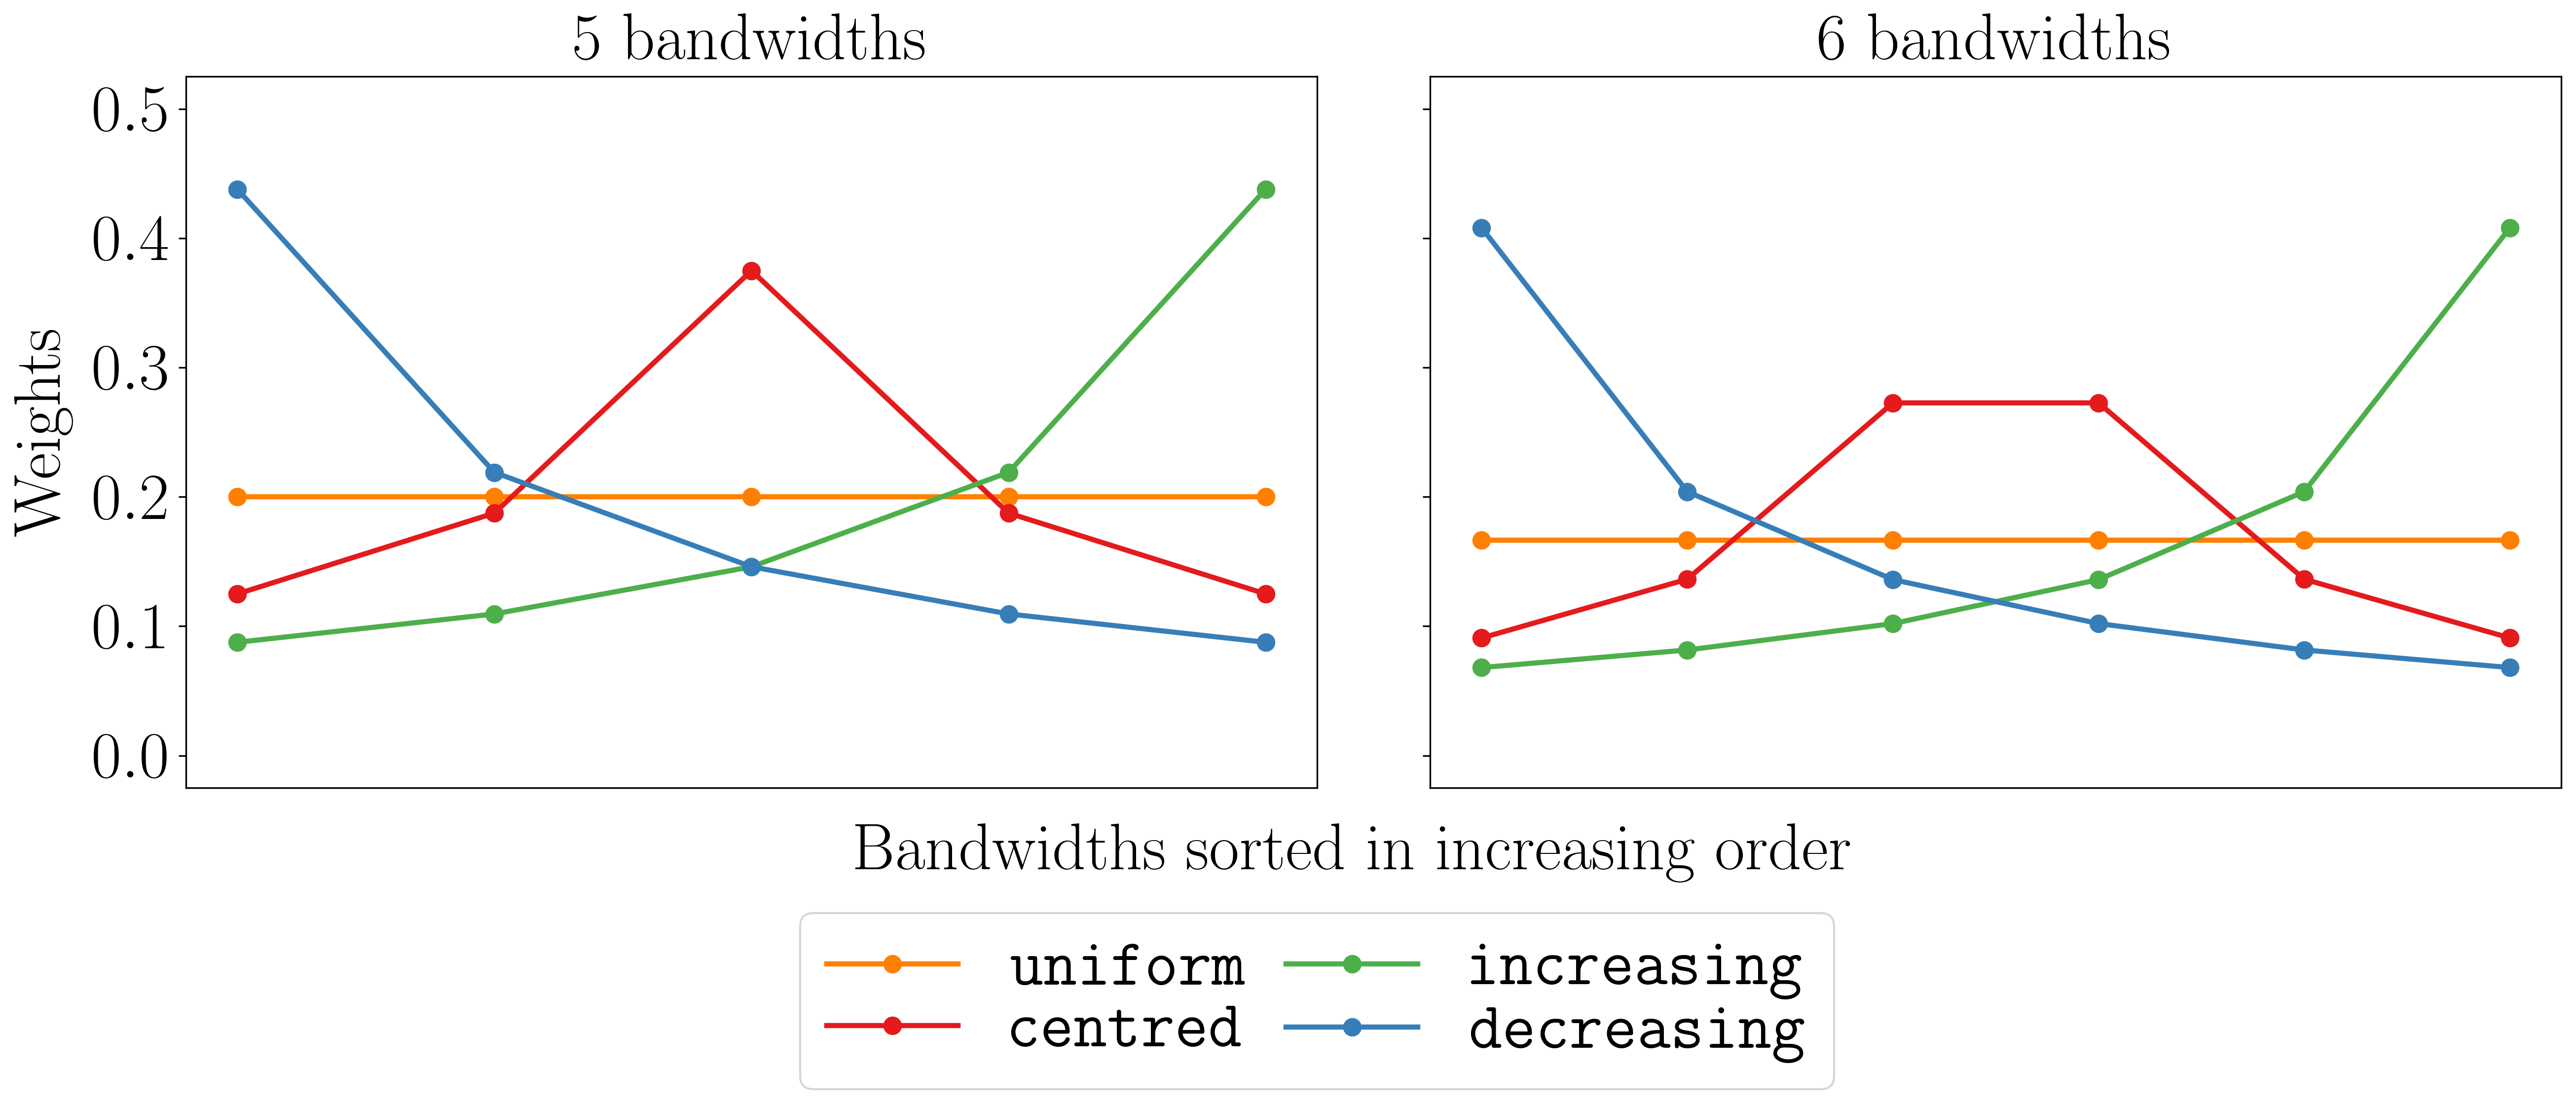 5 bandwidths
6 bandwidths
0.5
0.4
0.3
0.2
0.1
0.0
Weights
Bandwidths sorted in increasing order
uniform
centred
increasing
decreasing